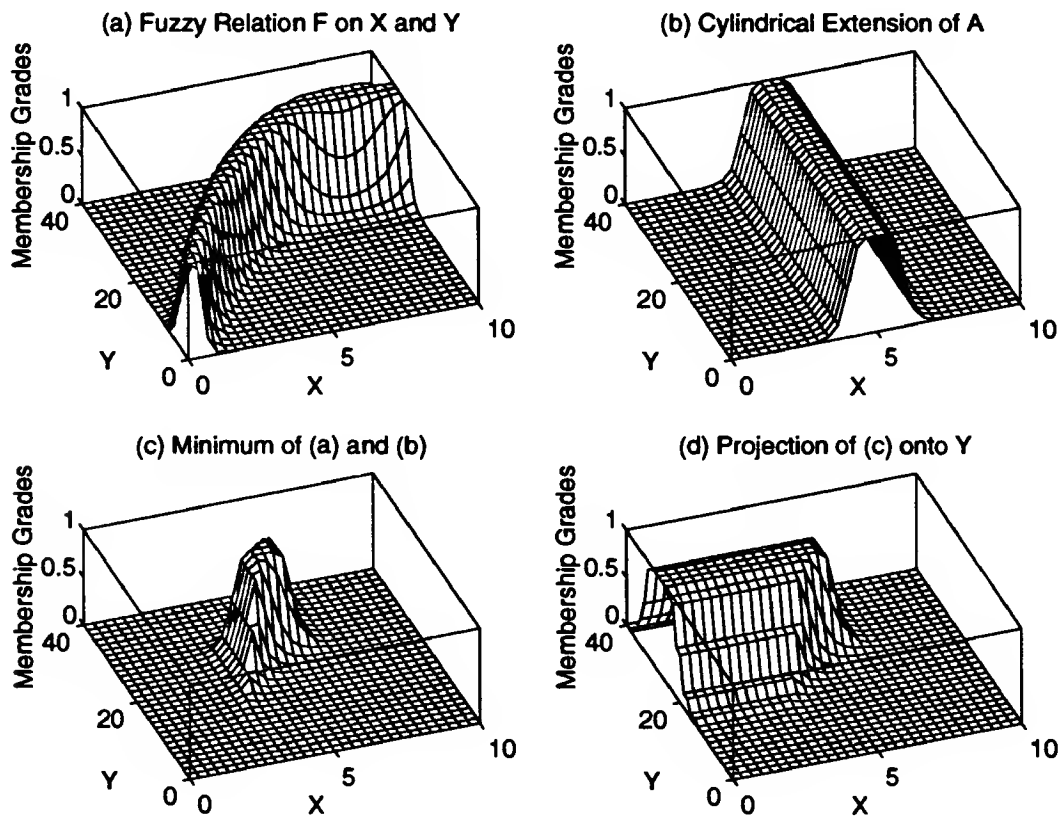 (a) Fuzzy Relation F on X and Y
Membership Grades
1
0.5
0
40
20
0
Y
0
5
10
X
(b) Cylindrical Extension of A
Membership Grades
1
0.5
0
40
20
0
Y
0
5
10
X
(c) Minimum of (a) and (b)
Membership Grades
1
0.5
0
40
20
0
Y
0
5
10
X
(d) Projection of (c) onto Y
Membership Grades
1
0.5
0
40
20
0
Y
0
5
10
X